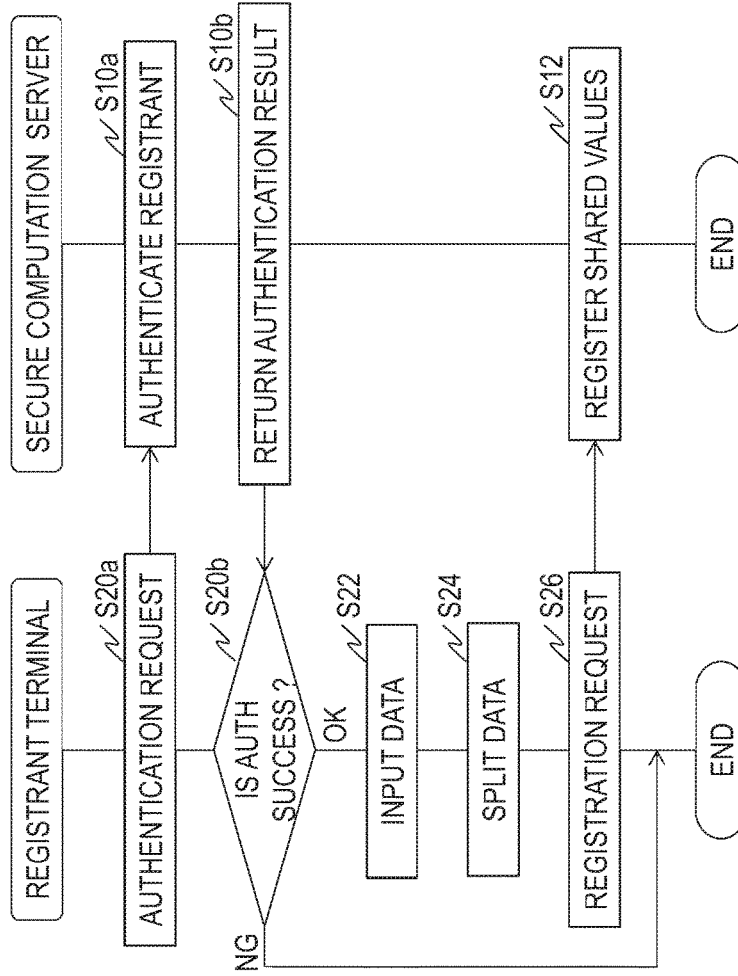 REGISTRANT TERMINAL
SECURE COMPUTATION SERVER
S20a
AUTHENTICATION REQUEST
S10a
AUTHENTICATE REGISTRANT
S10b
RETURN AUTHENTICATION RESULT
S20b
IS AUTH
SUCCESS ?
NG
OK
S22
INPUT DATA
S24
SPLIT DATA
S26
REGISTRATION REQUEST
S12
REGISTER SHARED VALUES
END
END